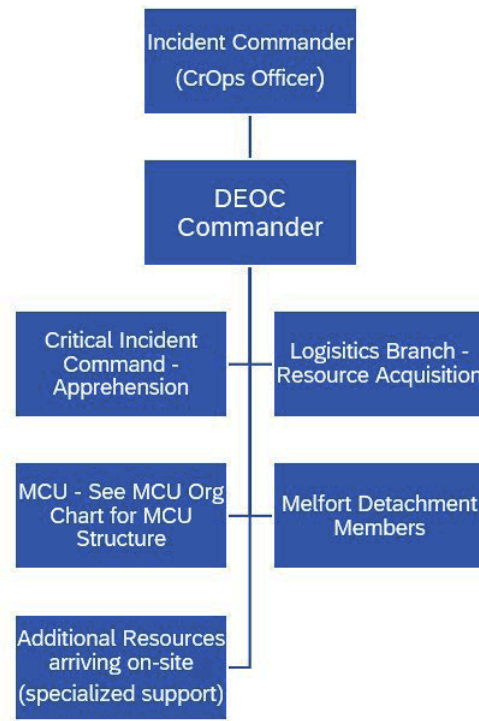 Incident Commander
(CrOps Officer)
DEOC
Commander
Critical Incident
Command -
Apprehension
Logisitics Branch -
Resource Acquisition
MCU - See MCU Org
Chart for MCU
Structure
Melfort Detachment
Members
Additional Resources
arriving on-site
(specialized support)